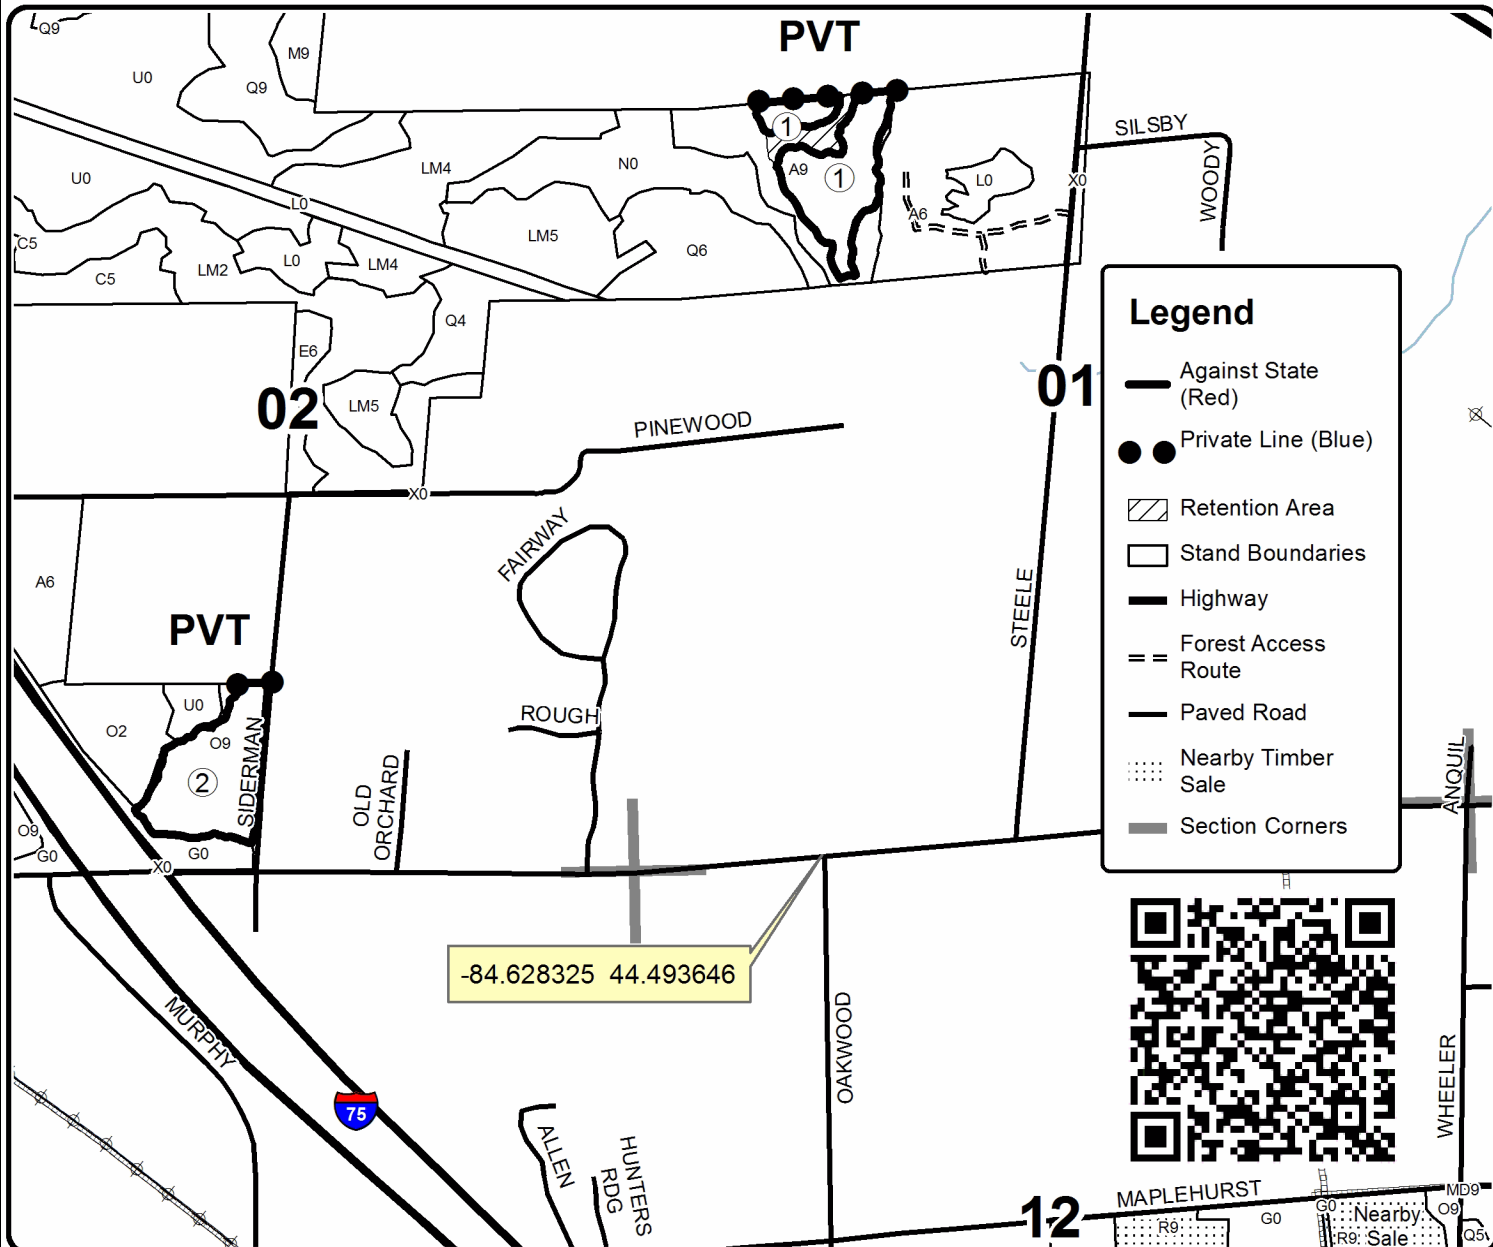 Q9
M9
U0
Q9
PVT
1
SILSBY
WOODY
LM4
N0
A9
1
U0
L0
X0
L0
A6
C5
LM5
Q6
L0
LM4
LM2
C5
Q4
E6
02
LM5
01
PINEWOOD
X0
FAIRWAY
A6
STEELE
PVT
U0
O2
O9
ROUGH
SIDERMAN
2
OLD
ORCHARD
O9
G0
G0
X0
ANQUIL
Legend
Against State
(Red)
Private Line (Blue)
Retention Area
Stand Boundaries
Highway
Forest Access
Route
Paved Road
Nearby Timber
Sale
Section Corners
-84.628325 44.493646
MURPHY
OAKWOOD
WHEELER
75
ALLEN
HUNTERS
RDG
12
MAPLEHURST
MD9
R9
G0
G0
Nearby
Sale
R9
O9
Q5